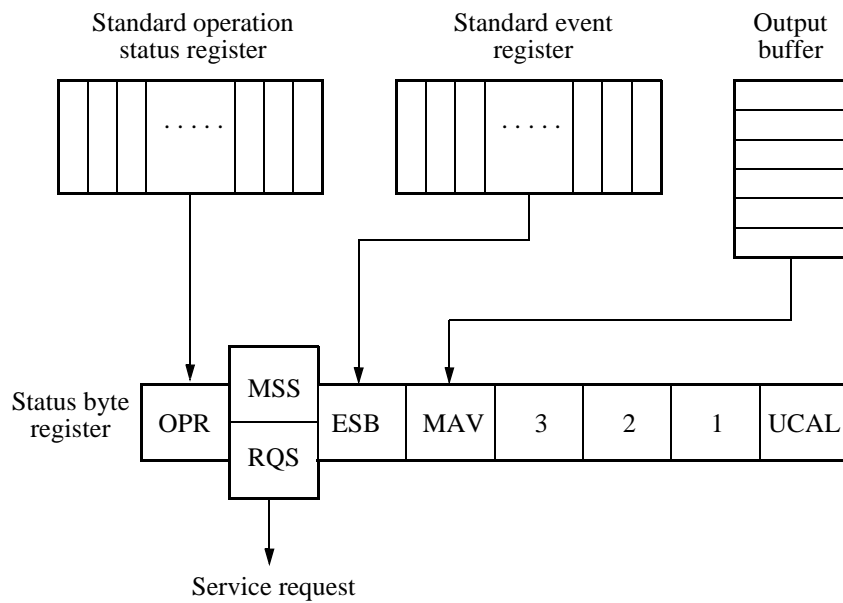 Standard operation
status register
Standard event
register
Output
buffer
. . . . .
. . . . .
Status byte
register
OPR
MSS
RQS
ESB
MAV
3
2
1
UCAL
Service request